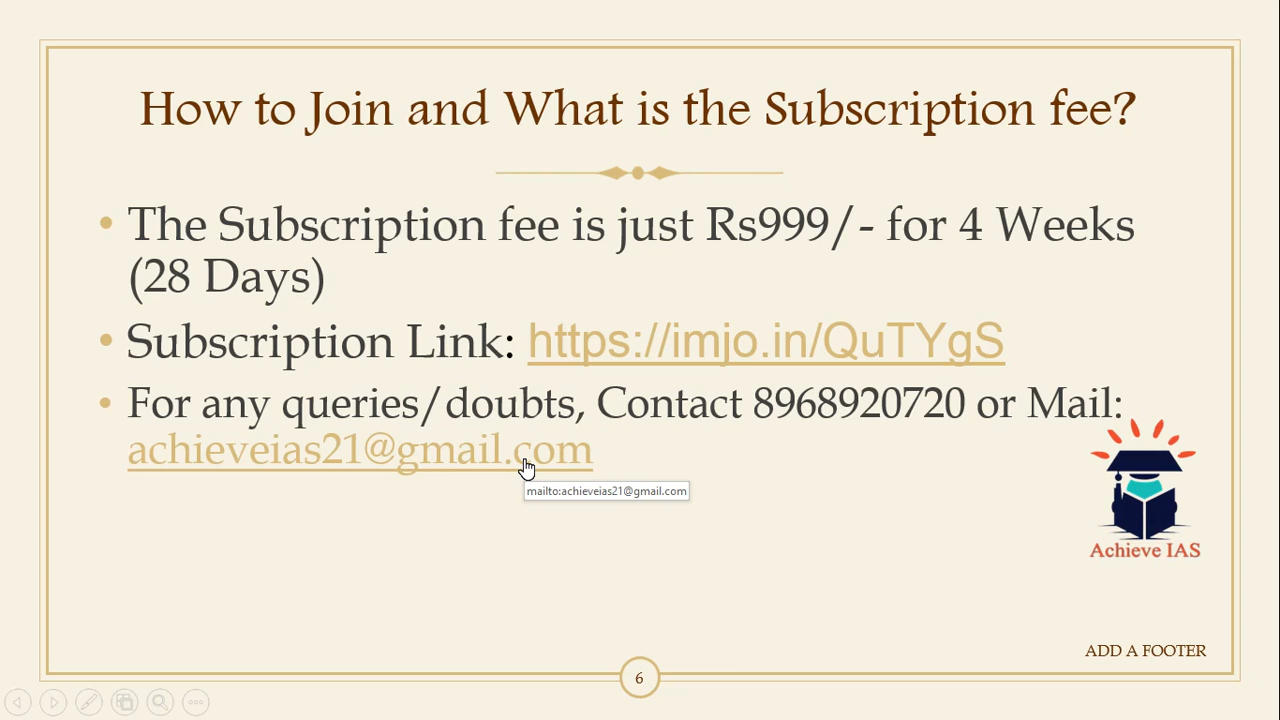 How to Join and What is the Subscription fee?
• The Subscription fee is just Rs999/- for 4 Weeks
(28 Days)
• Subscription Link: https://imjo.in/QuTYgS
• For any queries/doubts, Contact 8968920720 or Mail:
achieveias21@gmail.com
mailto:achieveias21@gmail.com
Achieve IAS
ADD A FOOTER
6